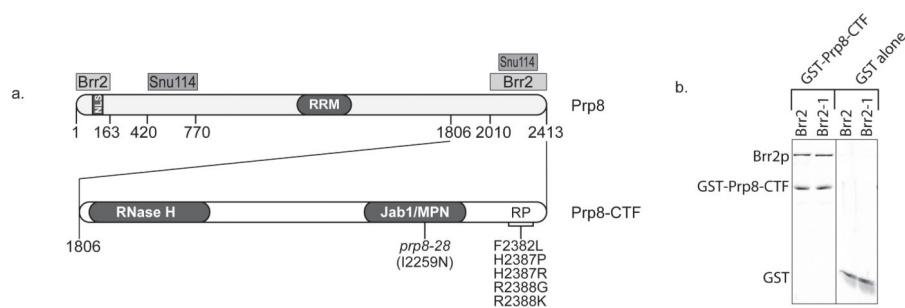 a.
Brr2
Snu114
Snu114
Brr2
NLS
RRM
Prp8
1 163 420 770 1806 2010 2413
RNase H
Jab1/MPN
RP
Prp8-CTF
1806
prp8-28
(I2259N)
F2382L
H2387P
H2387R
R2388G
R2388K
b.
GST-Prp8-CTF
GST alone
Brr2
Brr2-1
Brr2
Brr2-1
Brr2p
GST-Prp8-CTF
GST